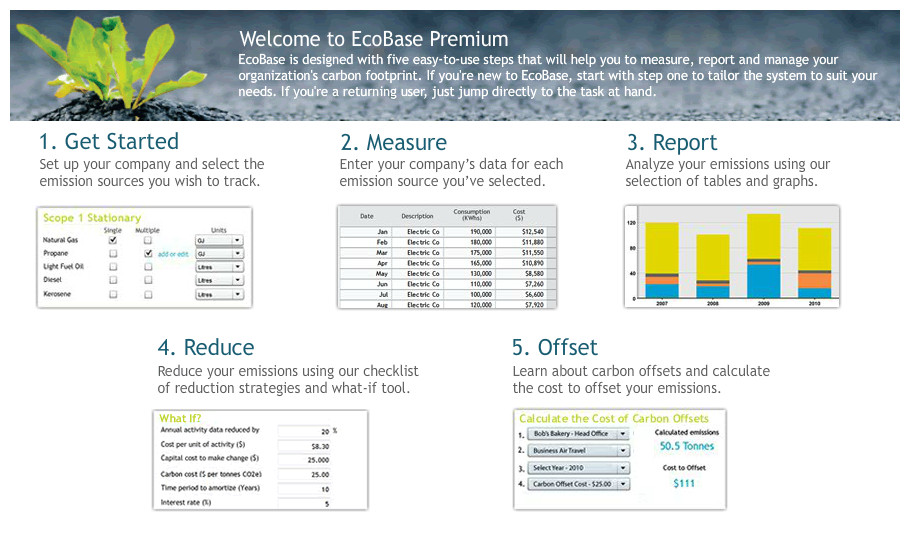 Welcome to EcoBase Premium
EcoBase is designed with five easy-to-use steps that will help you to measure, report and manage your
organization's carbon footprint. If you're new to EcoBase, start with step one to tailor the system to suit your
needs. If you're a returning user, just jump directly to the task at hand.
1. Get Started
Set up your company and select the
emission sources you wish to track.
Scope 1 Stationary
Single Multiple Units
Natural Gas GJ
Propane add or edit GJ
Light Fuel Oil Litres
Diesel Litres
Kerosene Litres
2. Measure
Enter your company's data for each
emission source you've selected.
Date Description Consumption (KWhs) Cost ($)
Jan Electric Co 190,000 $12,540
Feb Electric Co 180,000 $11,880
Mar Electric Co 175,000 $11,550
Apr Electric Co 165,000 $10,890
May Electric Co 130,000 $8,580
Jun Electric Co 110,000 $7,260
Jul Electric Co 100,000 $6,600
Aug Electric Co 120,000 $7,920
3. Report
Analyze your emissions using our
selection of tables and graphs.
120
80
40
0
2007 2008 2009 2010
4. Reduce
Reduce your emissions using our checklist
of reduction strategies and what-if tool.
What If?
Annual activity data reduced by 20 %
Cost per unit of activity ($) $8.30
Capital cost to make change ($) 25,000
Carbon cost ($ per tonnes CO2e) 25.00
Time period to amortize (Years) 10
Interest rate (%) 5
5. Offset
Learn about carbon offsets and calculate
the cost to offset your emissions.
Calculate the Cost of Carbon Offsets
1. Bob's Bakery - Head Office
2. Business Air Travel
3. Select Year - 2010
4. Carbon Offset Cost - $25.00
Calculated emissions
50.5 Tonnes
Cost to Offset
$111